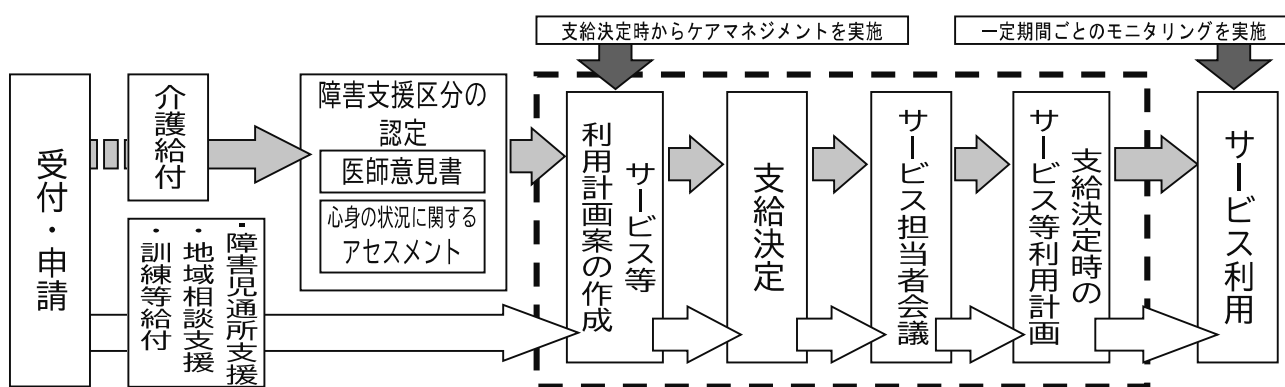 支給決定時からケアマネジメントを実施
一定期間ごとのモニタリングを実施
受付・申請
介護給付
・障害児通所支援
・地域相談支援
・訓練等給付
障害支援区分の
認定
医師意見書
心身の状況に関する
アセスメント
サービス等
利用計画案の作成
支給決定
サービス担当者会議
支給決定時の
サービス等利用計画
サービス利用